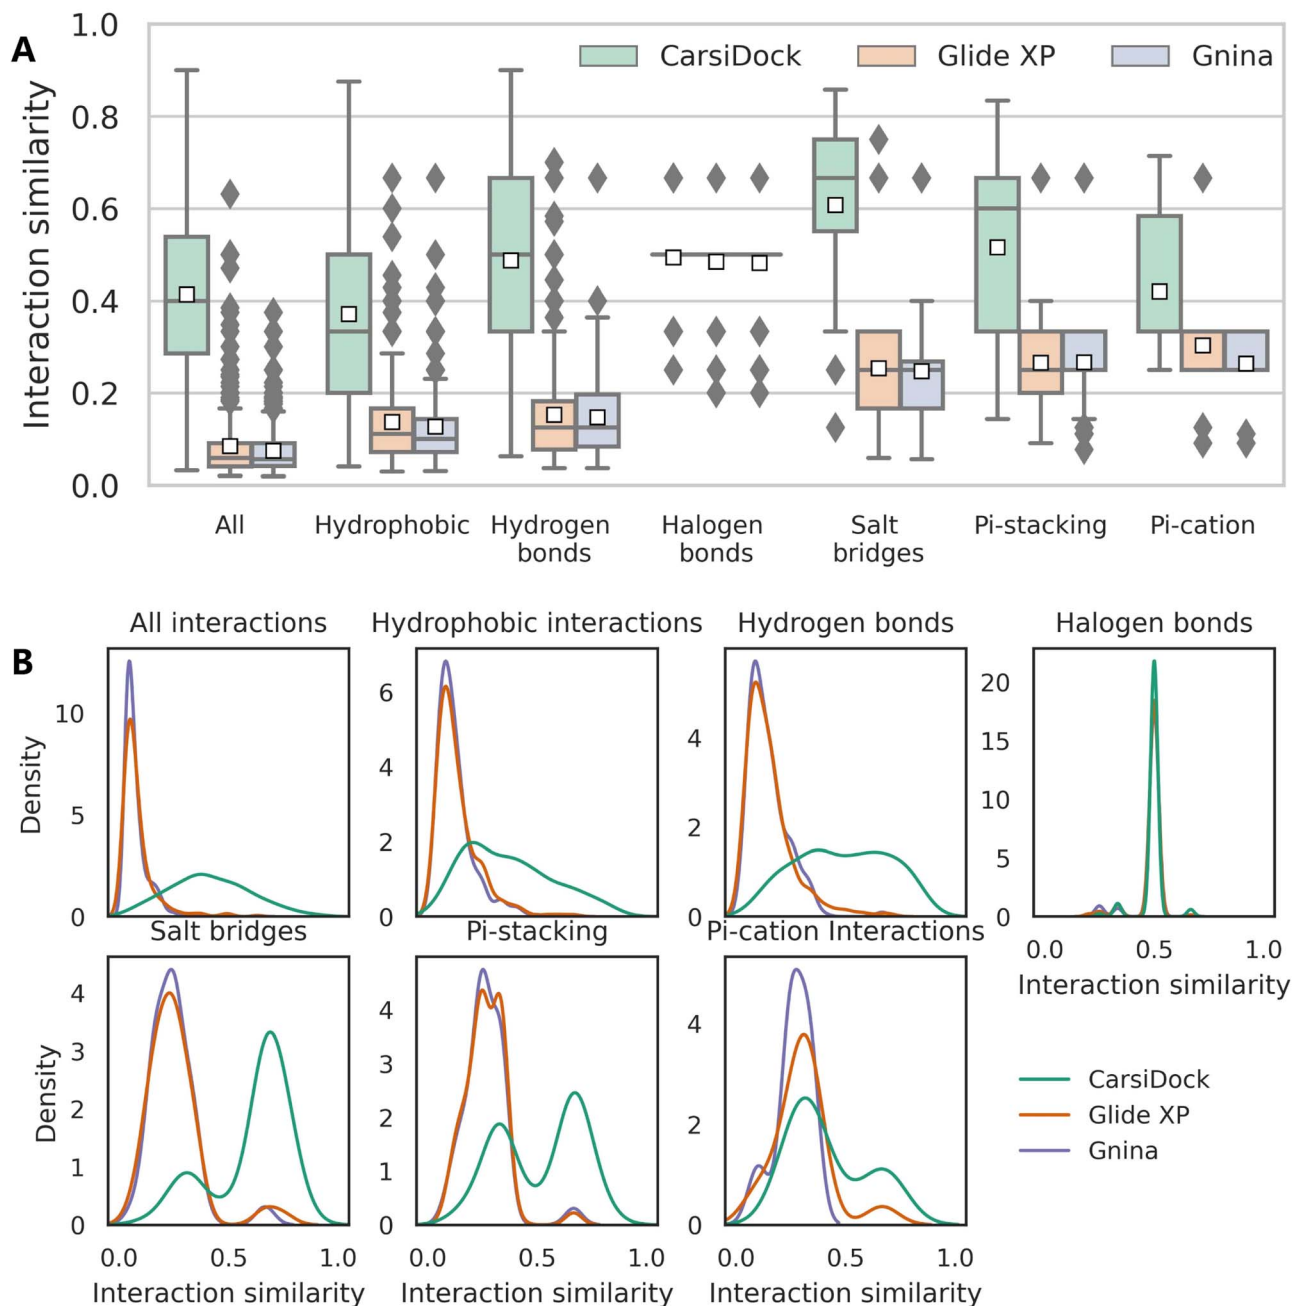 A
Interaction similarity
1.0
0.8
0.6
0.4
0.2
0.0
CarsiDock
Glide XP
Gnina
All
Hydrophobic
Hydrogen
bonds
Halogen
bonds
Salt
bridges
Pi-stacking
Pi-cation
B
All interactions
Density
10
5
0
Hydrophobic interactions
6
4
2
0
Hydrogen bonds
4
2
0
Halogen bonds
20
15
10
5
0
0.0 0.5 1.0
Interaction similarity
Salt bridges
Density
4
3
2
1
0
0.0 0.5 1.0
Interaction similarity
Pi-stacking
4
3
2
1
0
0.0 0.5 1.0
Interaction similarity
Pi-cation Interactions
4
2
0
0.0 0.5 1.0
Interaction similarity
CarsiDock
Glide XP
Gnina